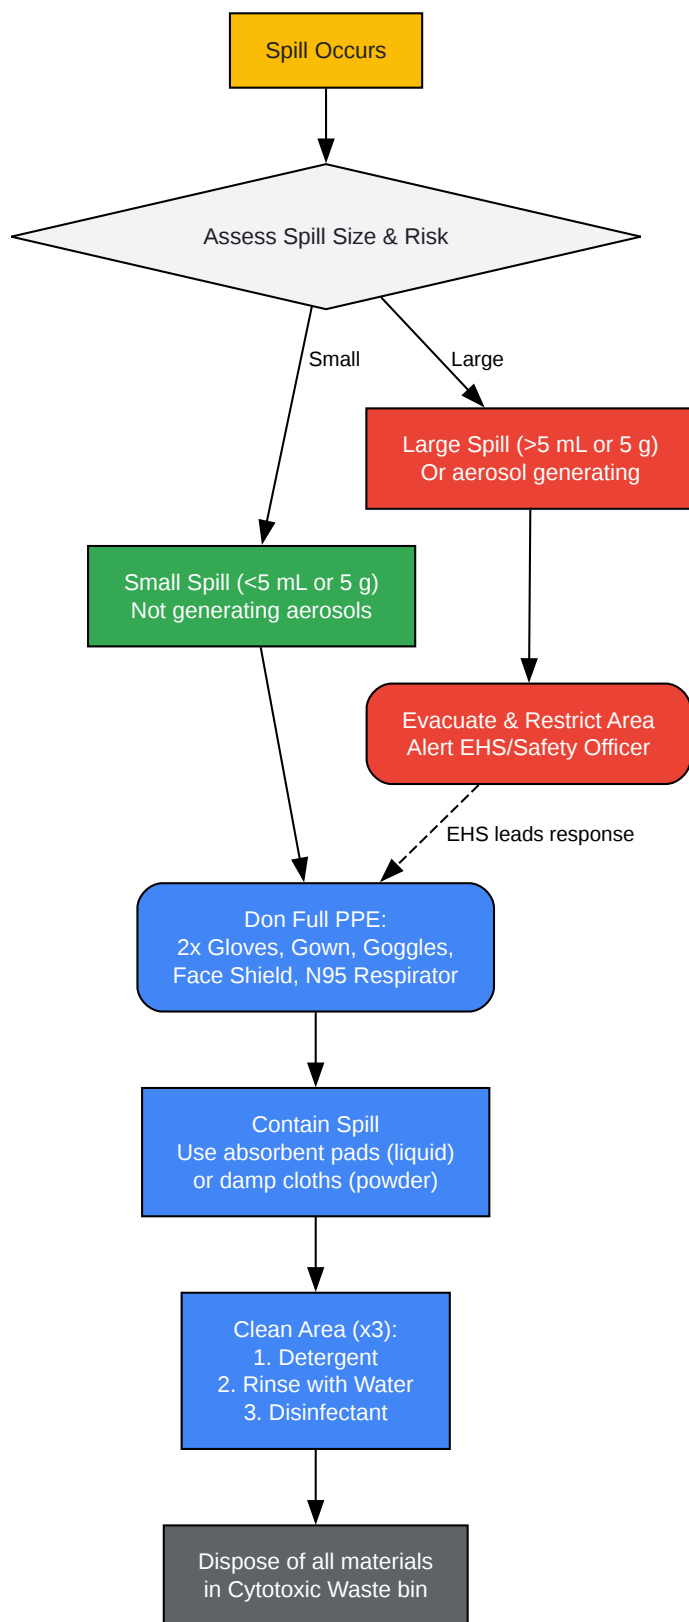 Spill Occurs
Assess Spill Size & Risk
Small
Large
Large Spill (>5 mL or 5 g)
Or aerosol generating
Small Spill (<5 mL or 5 g)
Not generating aerosols
Evacuate & Restrict Area
Alert EHS/Safety Officer
EHS leads response
Don Full PPE:
2x Gloves, Gown, Goggles,
Face Shield, N95 Respirator
Contain Spill
Use absorbent pads (liquid)
or damp cloths (powder)
Clean Area (x3):
1. Detergent
2. Rinse with Water
3. Disinfectant
Dispose of all materials
in Cytotoxic Waste bin